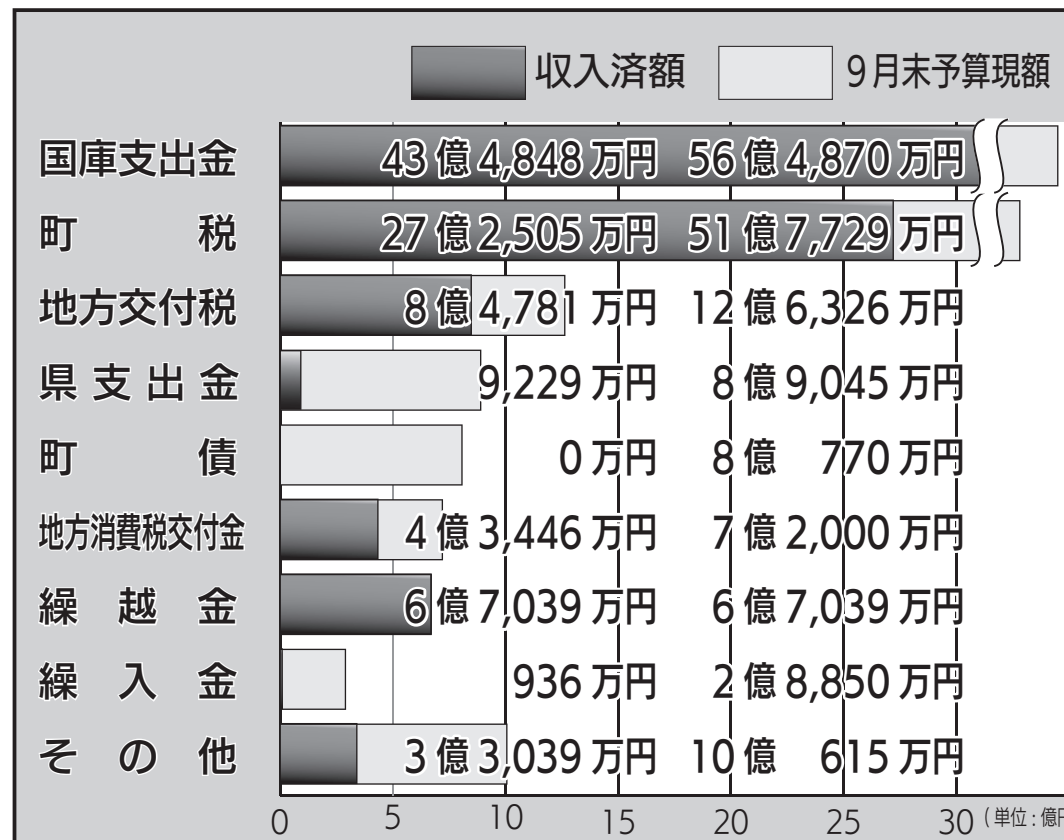 収入済額 9月末予算現額
国庫支出金 43億4,848万円 56億4,870万円
町税 27億2,505万円 51億7,729万円
地方交付税 8億4,781万円 12億6,326万円
県支出金 9,229万円 8億9,045万円
町債 0万円 8億770万円
地方消費税交付金 4億3,446万円 7億2,000万円
繰越金 6億7,039万円 6億7,039万円
繰入金 936万円 2億8,850万円
その他 3億3,039万円 10億615万円
0 5 10 15 20 25 30 (単位:億円